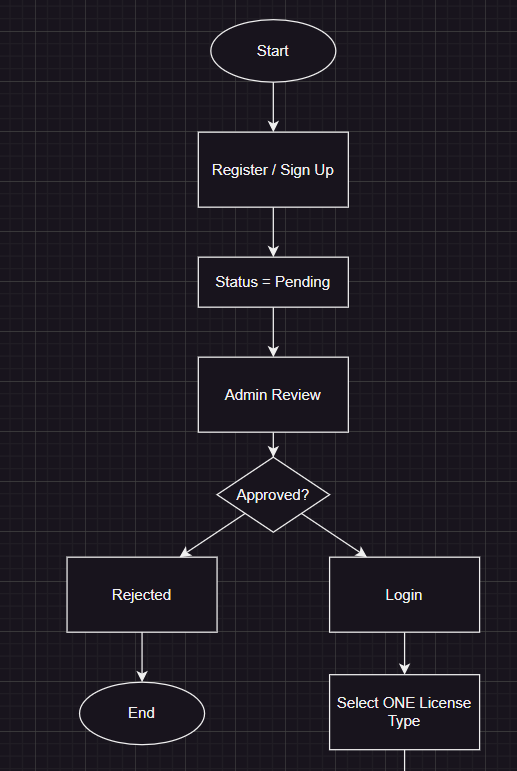 Start
Register / Sign Up
Status = Pending
Admin Review
Approved?
Rejected
Login
End
Select ONE License
Type